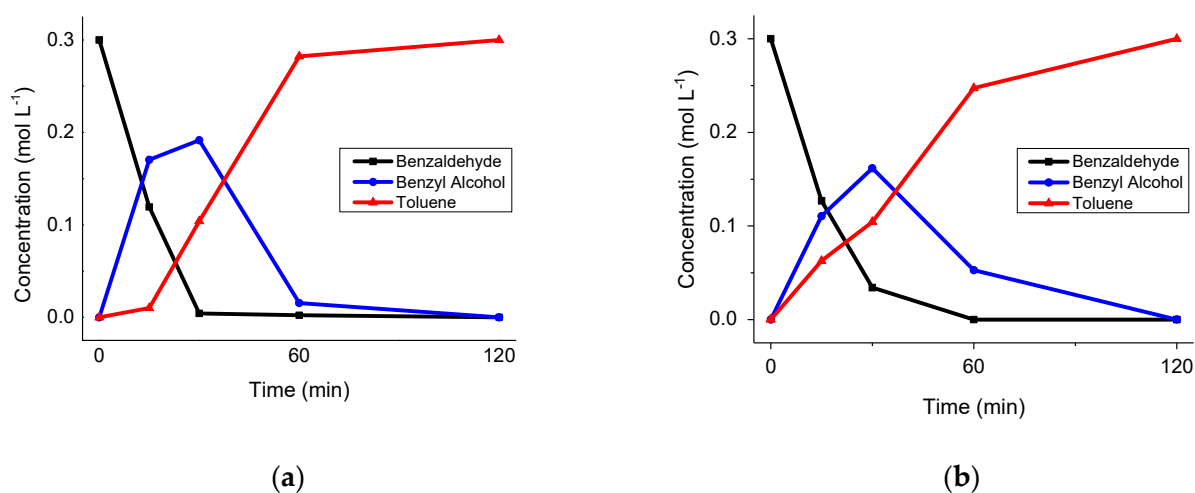 0.3
0.2
0.1
0.0
Concentration (mol L-1)
Benzaldehyde
Benzyl Alcohol
Toluene
0
60
120
Time (min)
(a)
0.3
0.2
0.1
0.0
Concentration (mol L-1)
Benzaldehyde
Benzyl Alcohol
Toluene
0
60
120
Time (min)
(b)